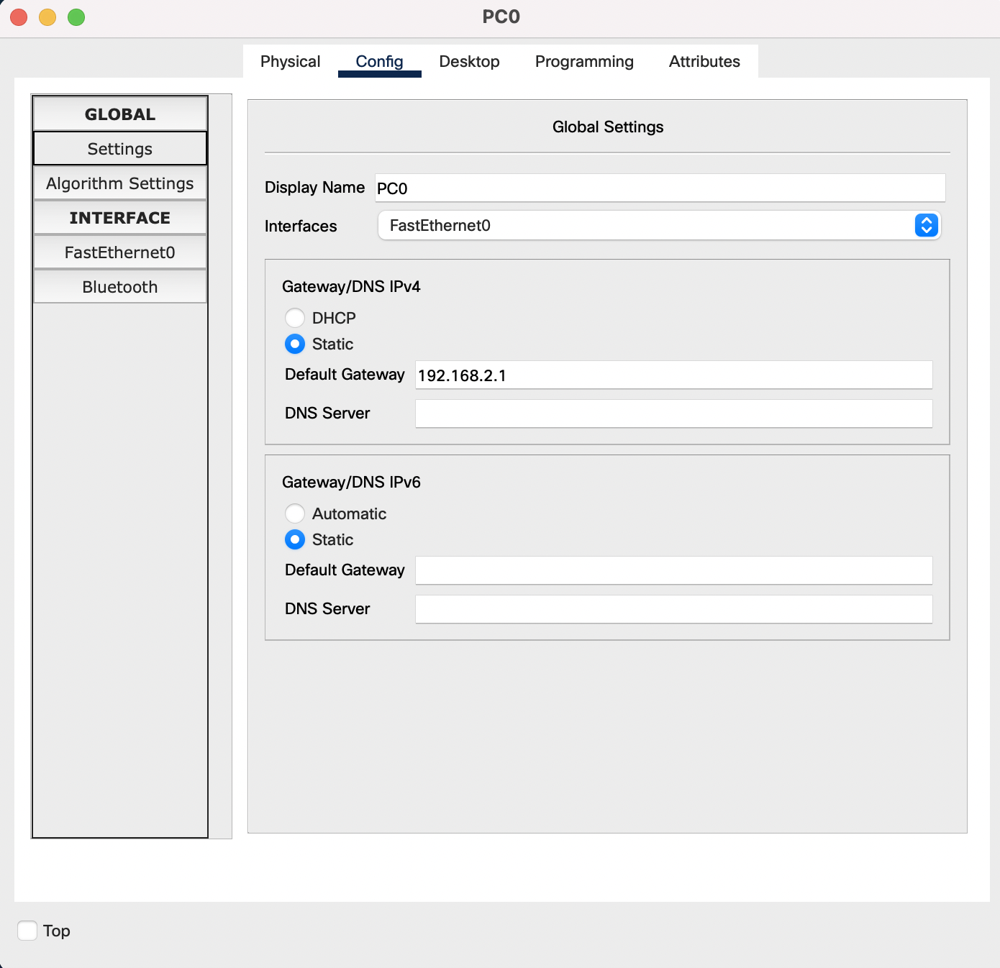 PC0
Physical Config Desktop Programming Attributes
GLOBAL
Settings
Algorithm Settings
INTERFACE
FastEthernet0
Bluetooth
Global Settings
Display Name PC0
Interfaces FastEthernet0
Gateway/DNS IPv4
DHCP
Static
Default Gateway 192.168.2.1
DNS Server
Gateway/DNS IPv6
Automatic
Static
Default Gateway
DNS Server
Top